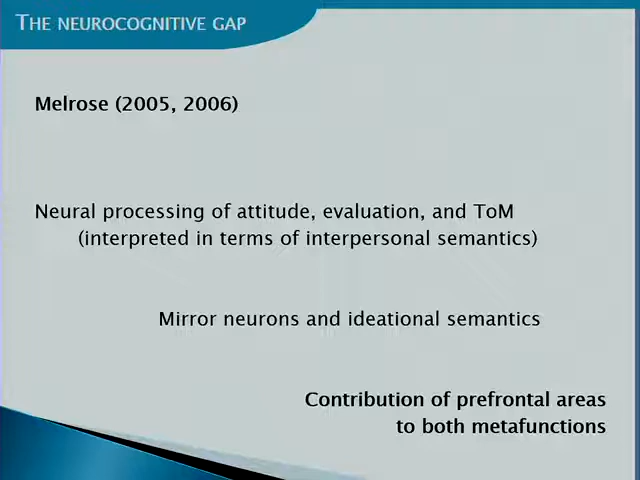 THE NEUROCOGNITIVE GAP
Melrose (2005, 2006)
Neural processing of attitude, evaluation, and ToM
(interpreted in terms of interpersonal semantics)
Mirror neurons and ideational semantics
Contribution of prefrontal areas
to both metafunctions